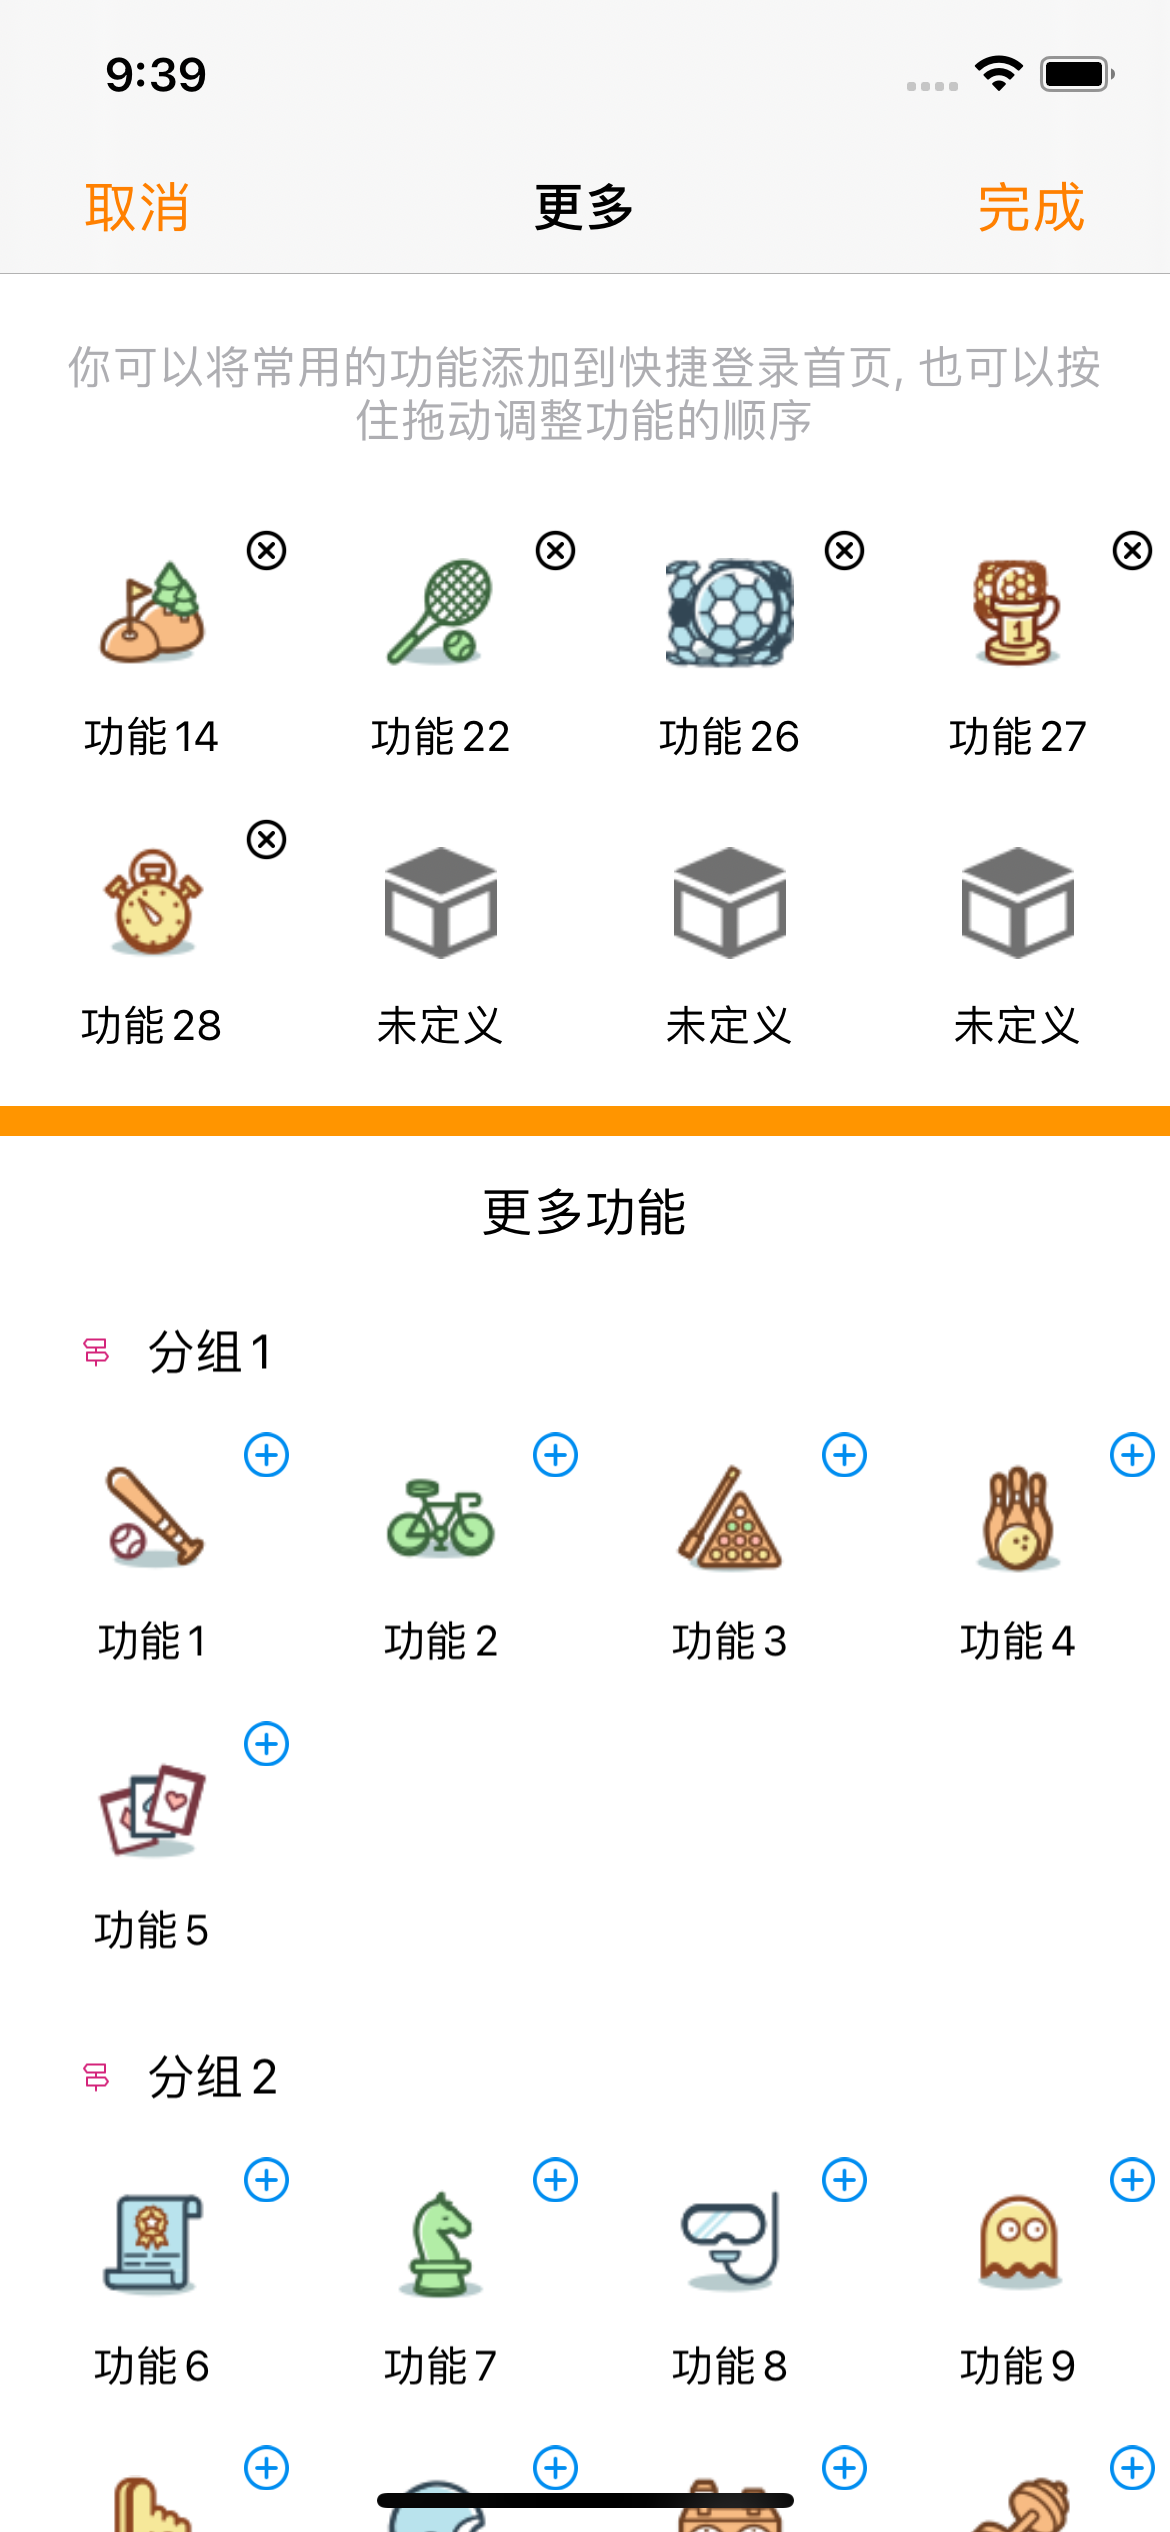 9:39
取消
更多
完成
你可以将常用的功能添加到快捷登录首页, 也可以按
住拖动调整功能的顺序
功能14
功能22
功能26
1
功能27
功能28
未定义
未定义
未定义
更多功能
分组1
功能1
功能2
功能3
功能4
功能5
分组2
功能6
功能7
功能8
功能9